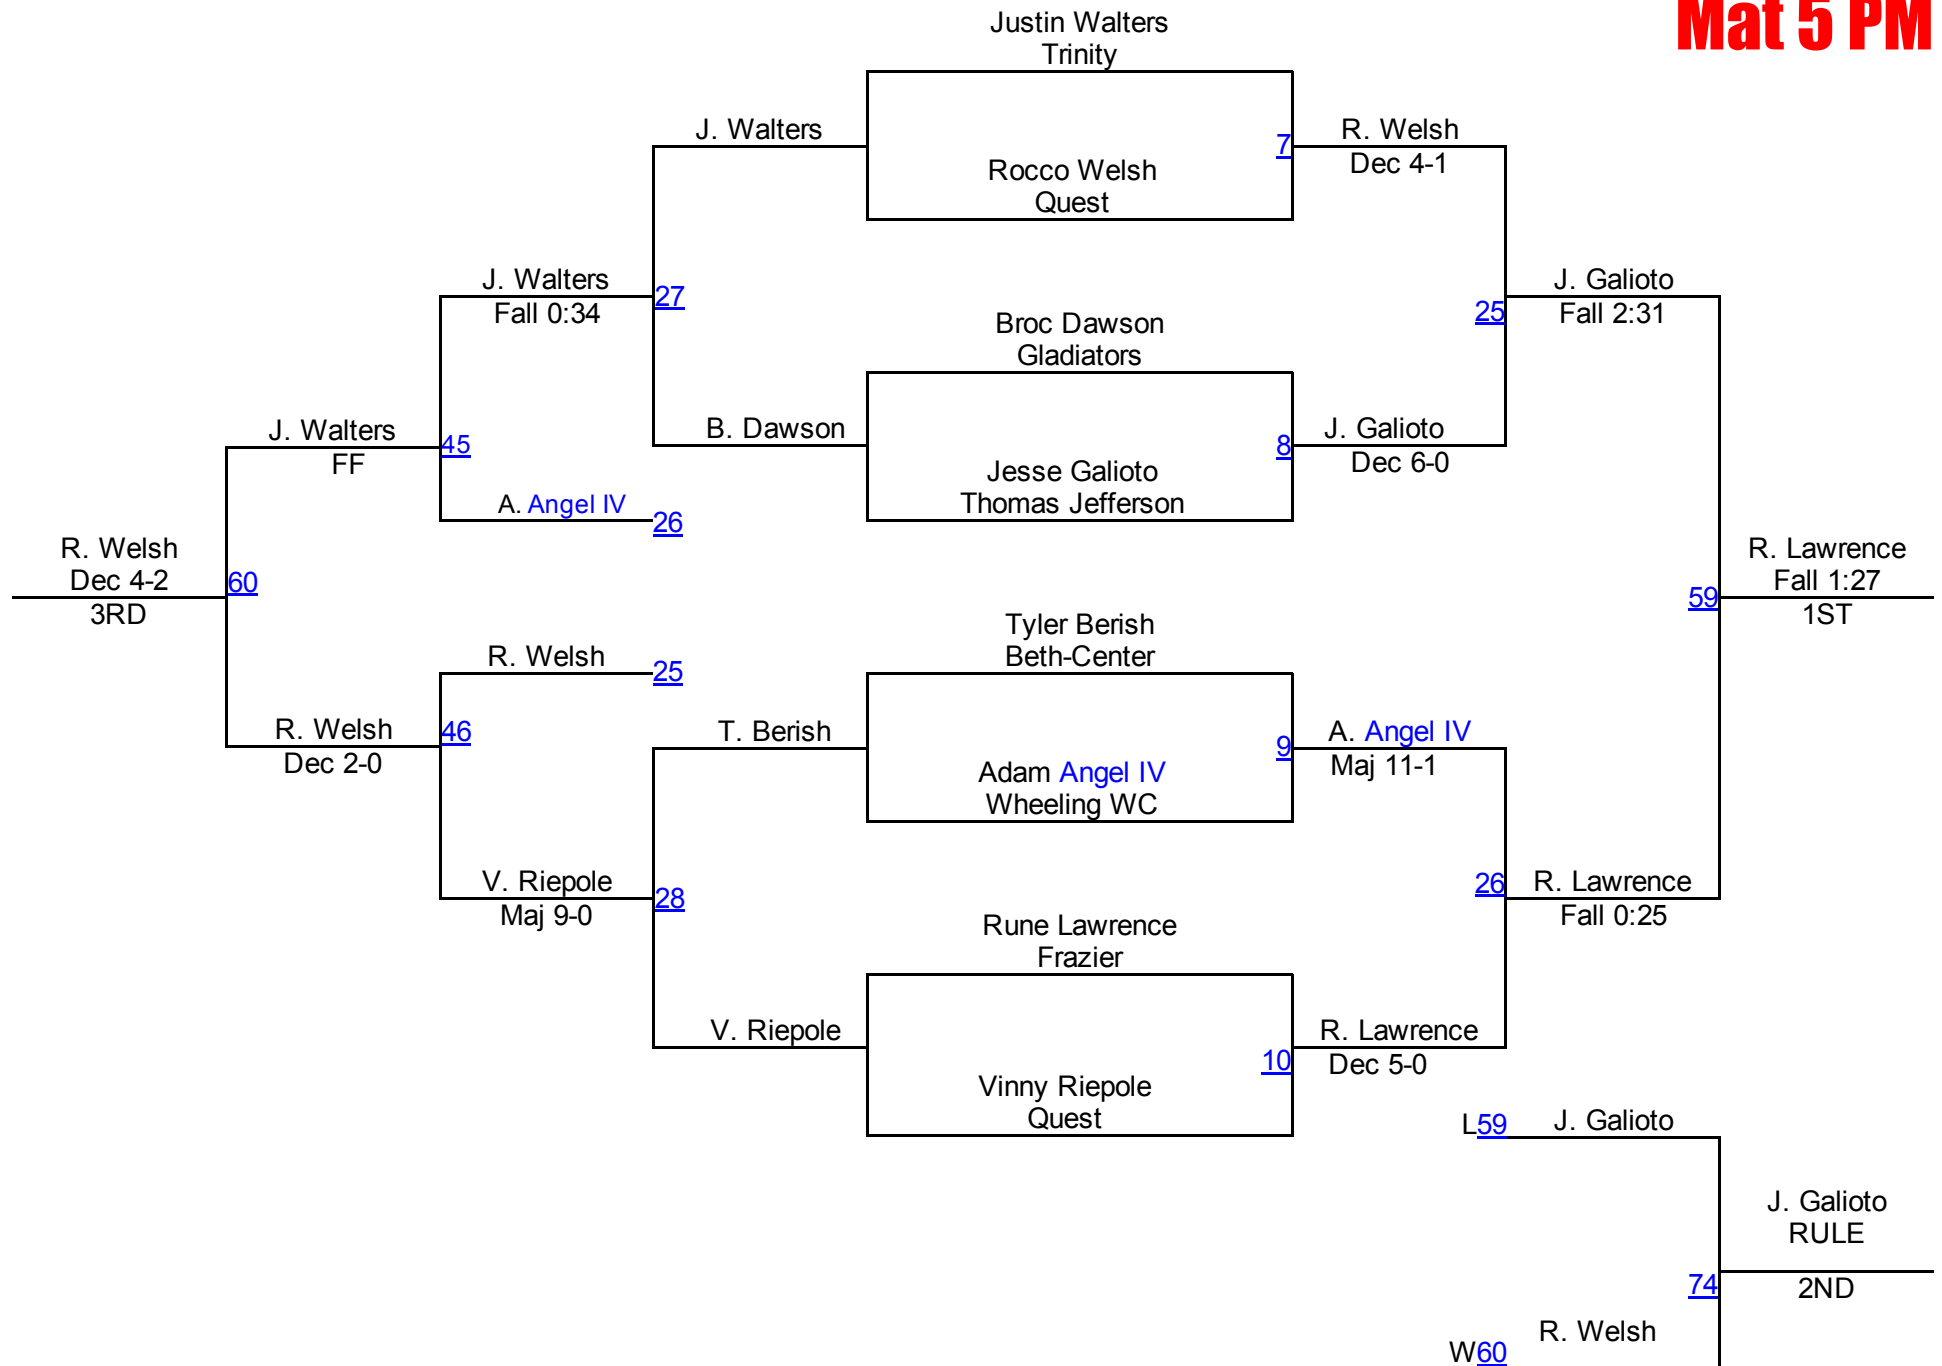 Mat 5 PM
Justin Walters
Trinity
J. Walters
7
R. Welsh
Dec 4-1
Rocco Welsh
Quest
J. Walters
Fall 0:34
27
J. Galioto
Fall 2:31
25
Broc Dawson
Gladiators
J. Walters
FF
45
B. Dawson
8
J. Galioto
Dec 6-0
Jesse Galioto
Thomas Jefferson
A. Angel IV
26
R. Welsh
Dec 4-2
3RD
60
R. Lawrence
Fall 1:27
1ST
59
Tyler Berish
Beth-Center
R. Welsh
25
R. Welsh
Dec 2-0
46
T. Berish
9
A. Angel IV
Maj 11-1
Adam Angel IV
Wheeling WC
V. Riepole
Maj 9-0
28
26
R. Lawrence
Fall 0:25
Rune Lawrence
Frazier
V. Riepole
10
R. Lawrence
Dec 5-0
Vinny Riepole
Quest
L59
J. Galioto
J. Galioto
RULE
74
2ND
R. Welsh
W60